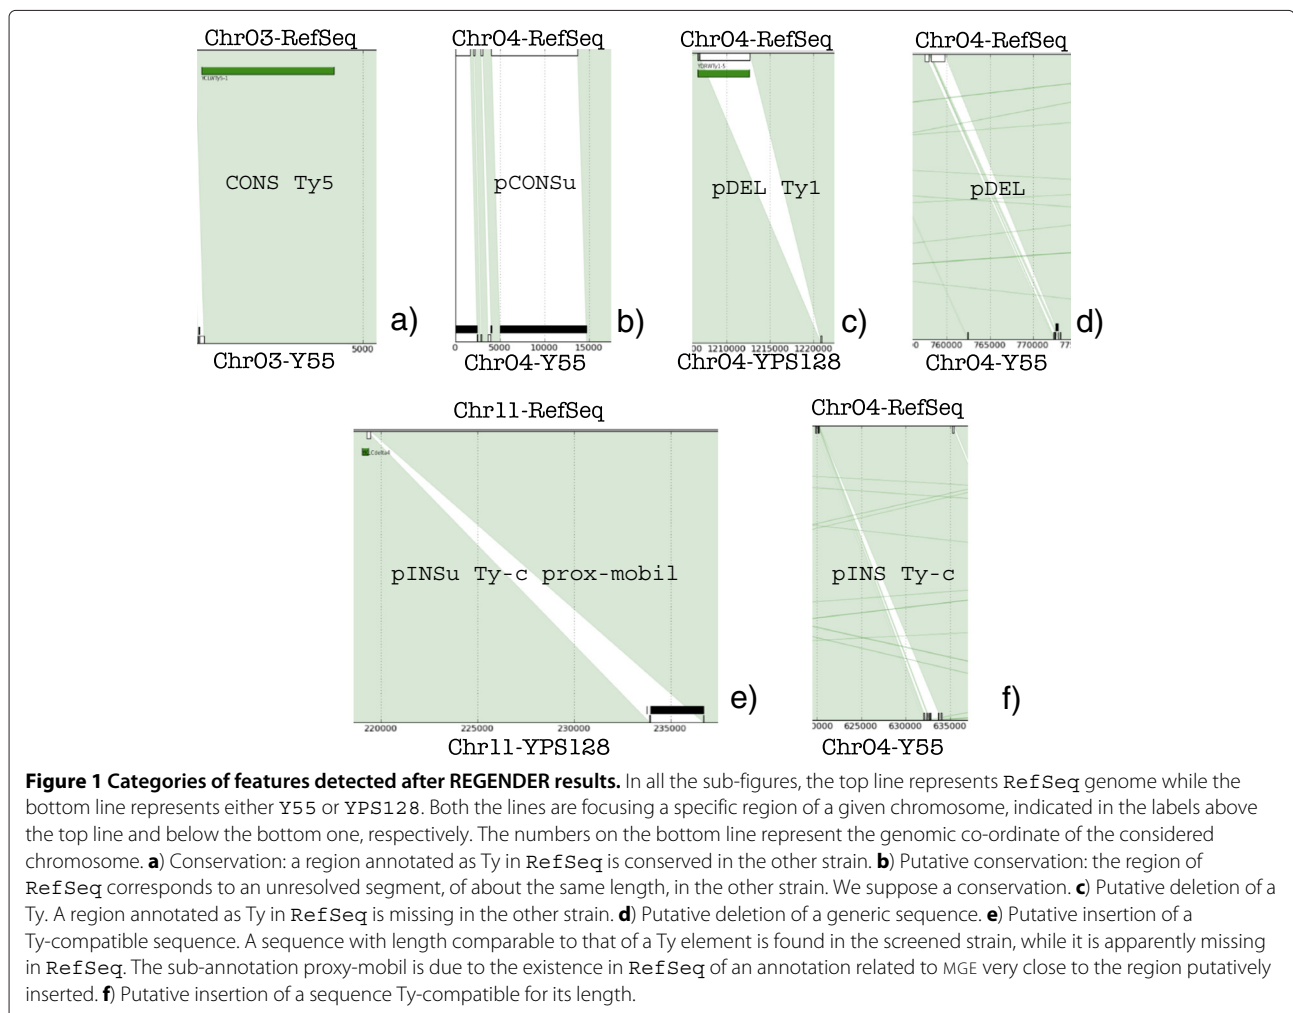 Chr03-RefSeq
Chr04-RefSeq
Chr04-RefSeq
Chr04-RefSeq
CONS Ty5
pCONSu
pDEL Ty1
pDEL
a)
b)
c)
d)
5000
0 5000 10000 15000
00 1210000 1215000 1220000
0 760000 765000 770000 77
Chr03-Y55
Chr04-Y55
Chr04-YPS128
Chr04-Y55
Chr11-RefSeq
Chr04-RefSeq
pINSu Ty-c prox-mobil
pINS Ty-c
e)
f)
220000 225000 230000 235000
0000 625000 630000 635000
Chr11-YPS128
Chr04-Y55
Figure 1 Categories of features detected after REGENDER results. In all the sub-figures, the top line represents RefSeq genome while the
bottom line represents either Y55 or YPS128. Both the lines are focusing a specific region of a given chromosome, indicated in the labels above
the top line and below the bottom one, respectively. The numbers on the bottom line represent the genomic co-ordinate of the considered
chromosome. a) Conservation: a region annotated as Ty in RefSeq is conserved in the other strain. b) Putative conservation: the region of
RefSeq corresponds to an unresolved segment, of about the same length, in the other strain. We suppose a conservation. c) Putative deletion of a
Ty. A region annotated as Ty in RefSeq is missing in the other strain. d) Putative deletion of a generic sequence. e) Putative insertion of a
Ty-compatible sequence. A sequence with length comparable to that of a Ty element is found in the screened strain, while it is apparently missing
in RefSeq. The sub-annotation proxy-mobil is due to the existence in RefSeq of an annotation related to MGE very close to the region putatively
inserted. f) Putative insertion of a sequence Ty-compatible for its length.